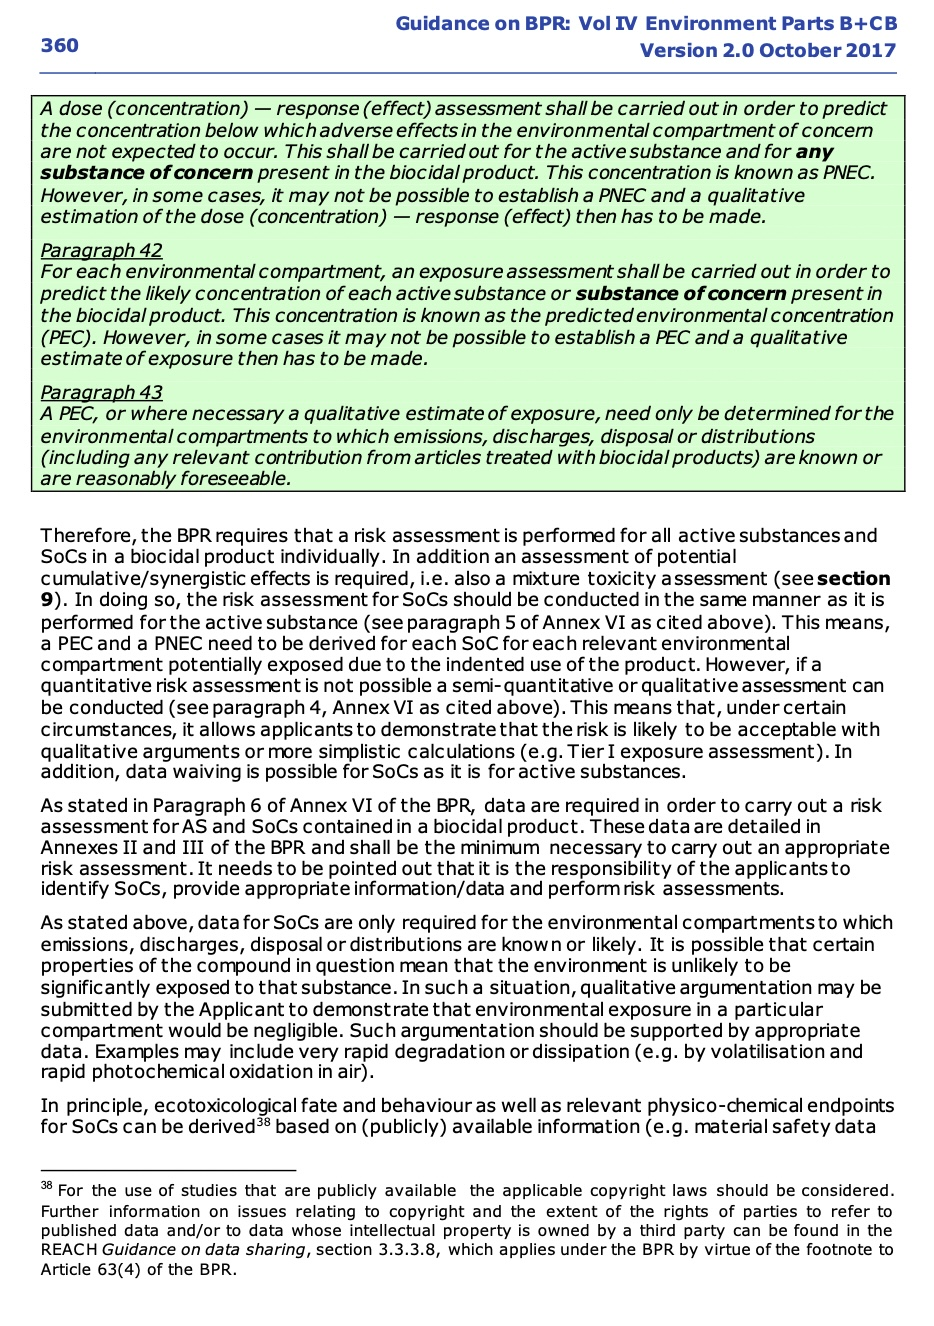 Guidance on BPR: Vol IV Environment Parts B+CB
360
Version 2.0 October 2017
A dose (concentration) — response (effect) assessment shall be carried out in order to predict
the concentration below which adverse effects in the environmental compartment of concern
are not expected to occur. This shall be carried out for the active substance and for any
substance of concern present in the biocidal product. This concentration is known as PNEC.
However, in some cases, it may not be possible to establish a PNEC and a qualitative
estimation of the dose (concentration) — response (effect) then has to be made.
Paragraph 42
For each environmental compartment, an exposure assessment shall be carried out in order to
predict the likely concentration of each active substance or substance of concern present in
the biocidal product. This concentration is known as the predicted environmental concentration
(PEC). However, in some cases it may not be possible to establish a PEC and a qualitative
estimate of exposure then has to be made.
Paragraph 43
A PEC, or where necessary a qualitative estimate of exposure, need only be determined for the
environmental compartments to which emissions, discharges, disposal or distributions
(including any relevant contribution from articles treated with biocidal products) are known or
are reasonably foreseeable.
Therefore, the BPR requires that a risk assessment is performed for all active substances and
SoCs in a biocidal product individually. In addition an assessment of potential
cumulative/synergistic effects is required, i.e. also a mixture toxicity assessment (see section
9). In doing so, the risk assessment for SoCs should be conducted in the same manner as it is
performed for the active substance (see paragraph 5 of Annex VI as cited above). This means,
a PEC and a PNEC need to be derived for each SoC for each relevant environmental
compartment potentially exposed due to the indented use of the product. However, if a
quantitative risk assessment is not possible a semi-quantitative or qualitative assessment can
be conducted (see paragraph 4, Annex VI as cited above). This means that, under certain
circumstances, it allows applicants to demonstrate that the risk is likely to be acceptable with
qualitative arguments or more simplistic calculations (e.g. Tier I exposure assessment). In
addition, data waiving is possible for SoCs as it is for active substances.
As stated in Paragraph 6 of Annex VI of the BPR, data are required in order to carry out a risk
assessment for AS and SoCs contained in a biocidal product. These data are detailed in
Annexes II and III of the BPR and shall be the minimum necessary to carry out an appropriate
risk assessment. It needs to be pointed out that it is the responsibility of the applicants to
identify SoCs, provide appropriate information/data and perform risk assessments.
As stated above, data for SoCs are only required for the environmental compartments to which
emissions, discharges, disposal or distributions are known or likely. It is possible that certain
properties of the compound in question mean that the environment is unlikely to be
significantly exposed to that substance. In such a situation, qualitative argumentation may be
submitted by the Applicant to demonstrate that environmental exposure in a particular
compartment would be negligible. Such argumentation should be supported by appropriate
data. Examples may include very rapid degradation or dissipation (e.g. by volatilisation and
rapid photochemical oxidation in air).
In principle, ecotoxicological fate and behaviour as well as relevant physico-chemical endpoints
for SoCs can be derived38 based on (publicly) available information (e.g. material safety data
38 For the use of studies that are publicly available the applicable copyright laws should be considered.
Further information on issues relating to copyright and the extent of the rights of parties to refer to
published data and/or to data whose intellectual property is owned by a third party can be found in the
REACH Guidance on data sharing, section 3.3.3.8, which applies under the BPR by virtue of the footnote to
Article 63(4) of the BPR.